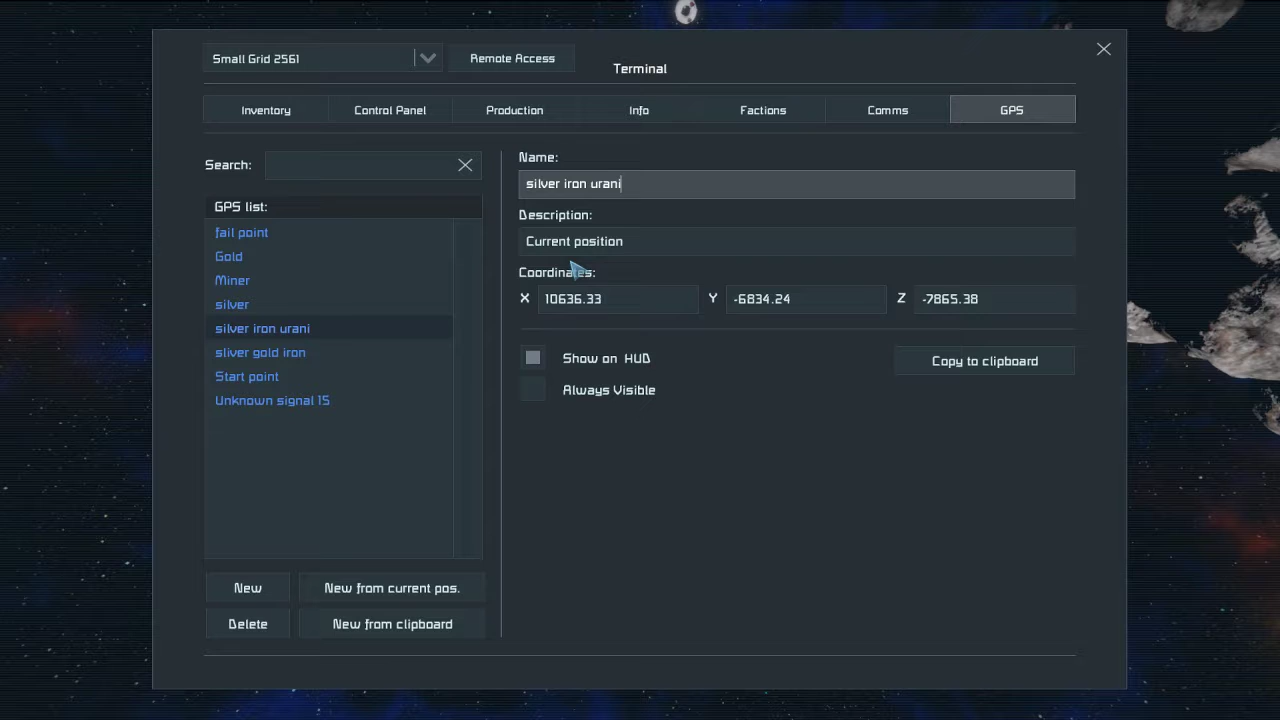 Small Grid 2561
Remote Access
Terminal
Inventory
Control Panel
Production
Info
Factions
Comms
GPS
Search:
GPS list:
fail point
Gold
Miner
silver
silver iron urani
sliver gold iron
Start point
Unknown signal 15
New
New from current pos.
Delete
New from clipboard
Name:
silver iron urani
Description:
Current position
Coordinates:
X 10636.33 Y -6834.24 Z -7865.38
Show on HUD
Copy to clipboard
Always Visible